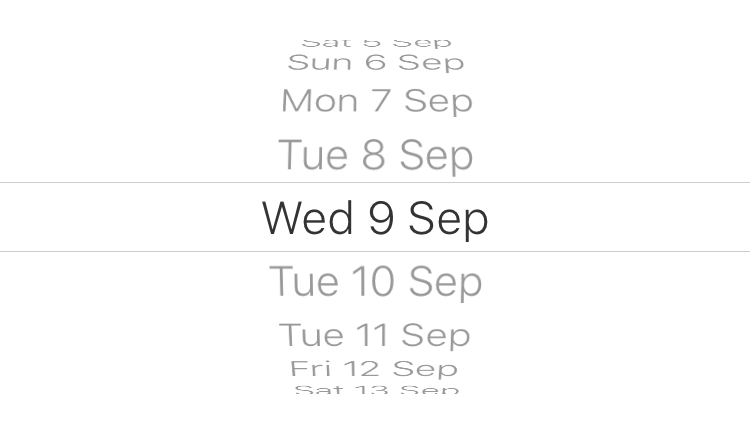 Sat 5 Sep
Sun 6 Sep
Mon 7 Sep
Tue 8 Sep
Wed 9 Sep
Tue 10 Sep
Tue 11 Sep
Fri 12 Sep
Sat 13 Sep